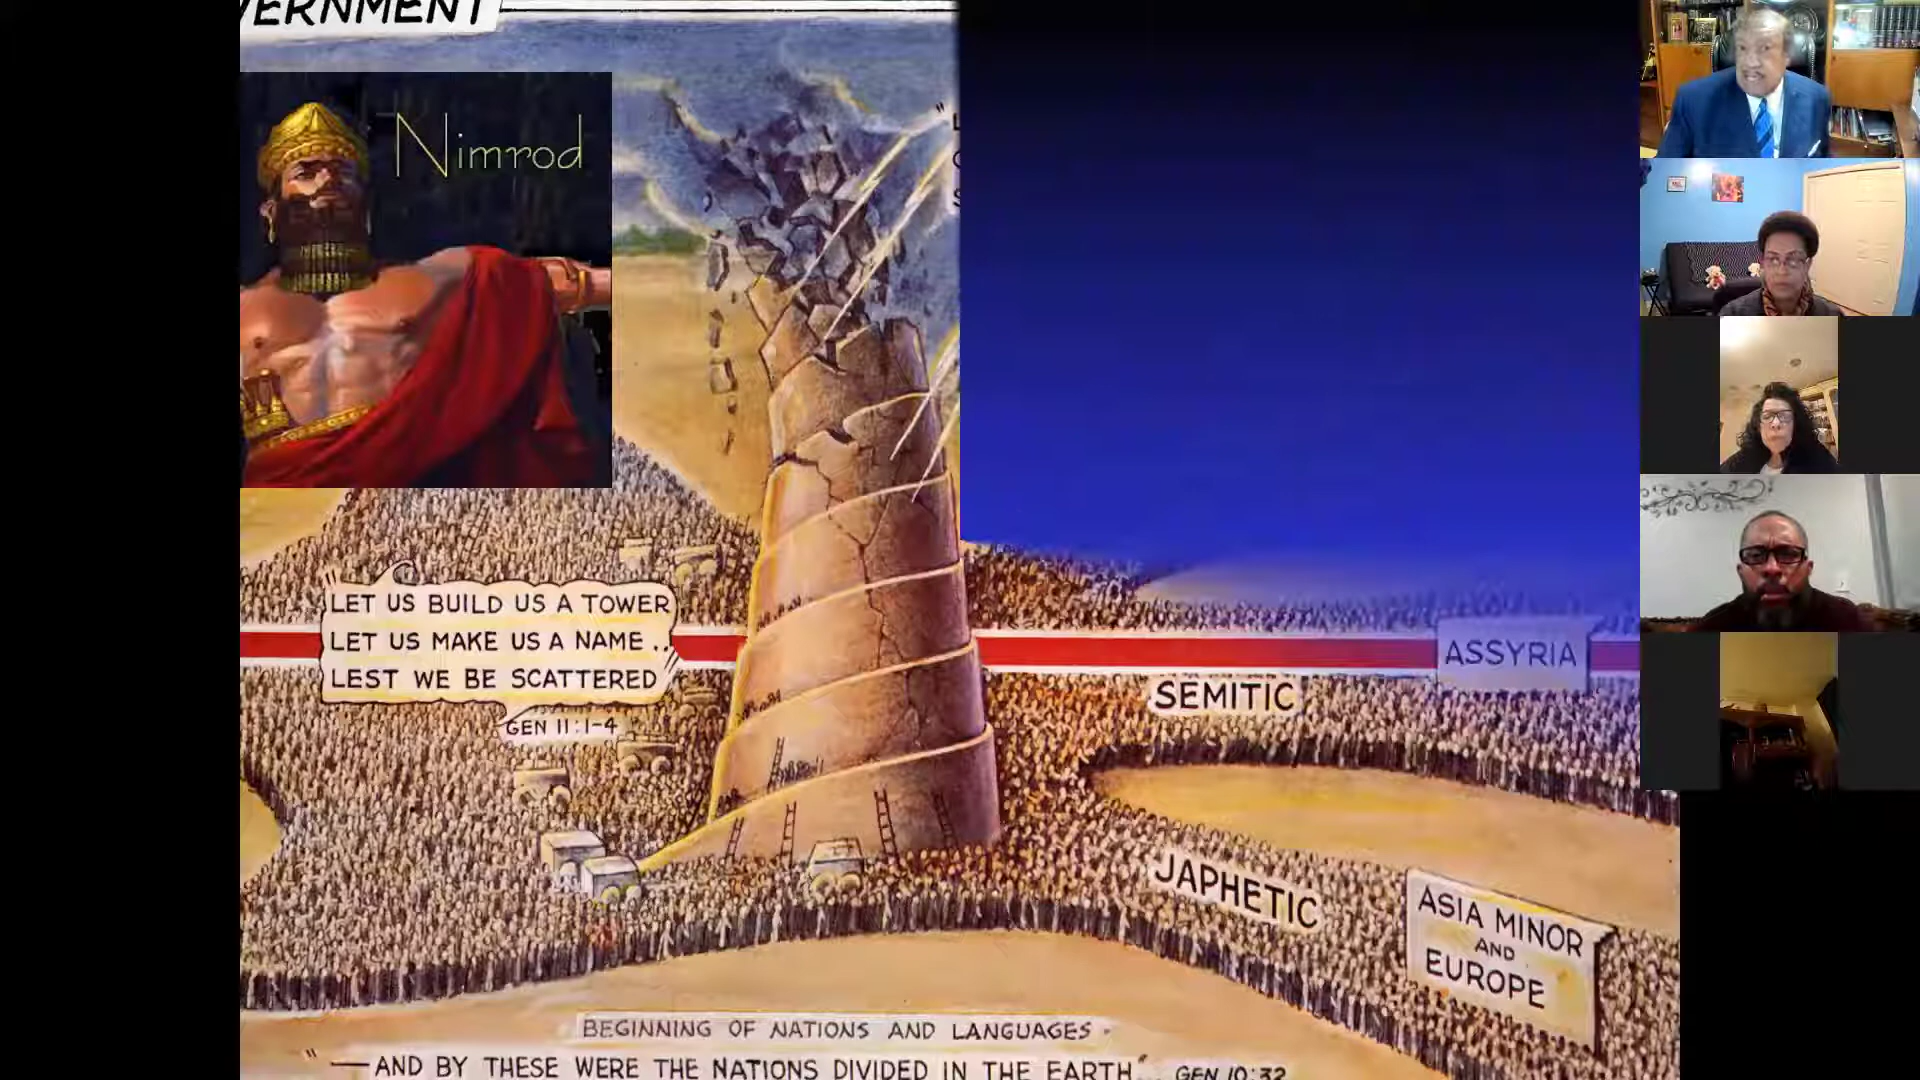 VERNMENT
Nimrod
LET US BUILD US A TOWER
LET US MAKE US A NAME ..
LEST WE BE SCATTERED
GEN 11:1-4
ASSYRIA
SEMITIC
JAPHETIC
ASIA MINOR
AND
EUROPE
BEGINNING OF NATIONS AND LANGUAGES
"—AND BY THESE WERE THE NATIONS DIVIDED IN THE EARTH" .. GEN 10:32